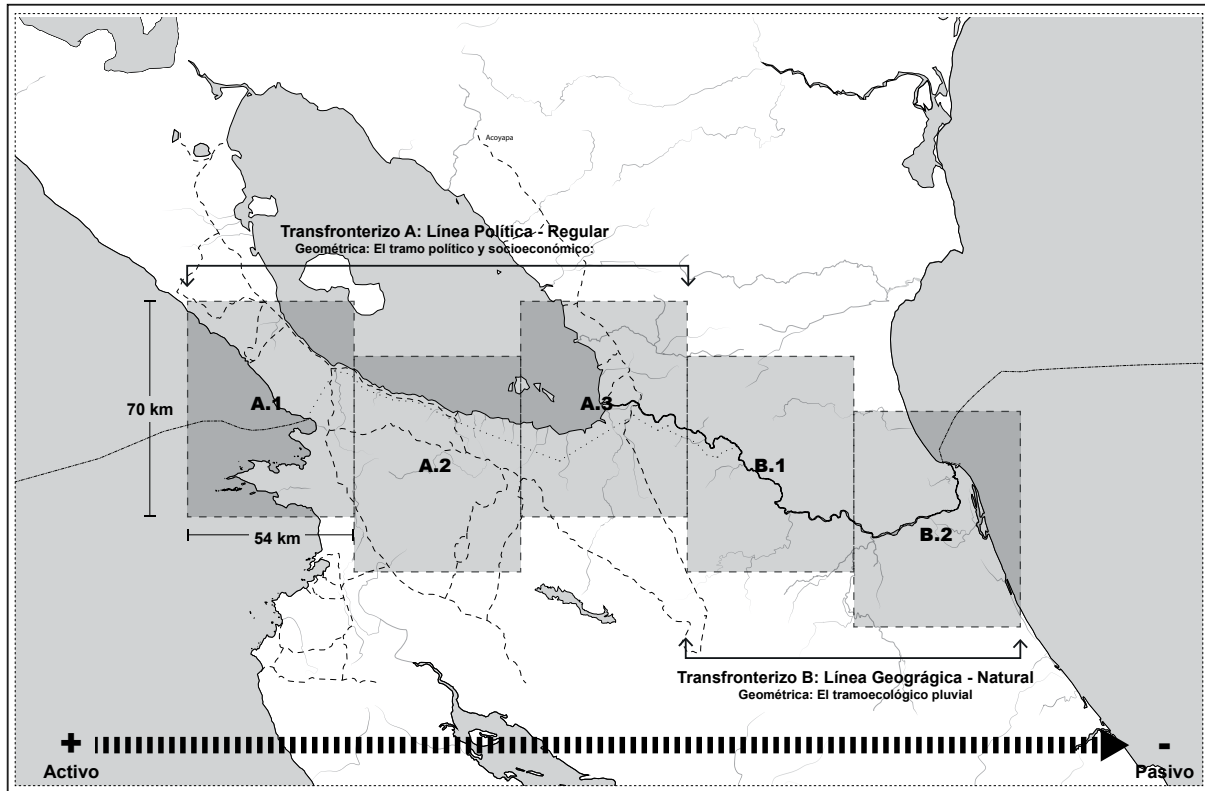 Acoyapa
Transfronterizo A: Línea Política - Regular
Geométrica: El tramo político y socioeconómico:
70 km
A.1
A.3
A.2
B.1
54 km
B.2
Transfronterizo B: Línea Geográgica - Natural
Geométrica: El tramoecológico pluvial
+
-
Activo
Pasivo